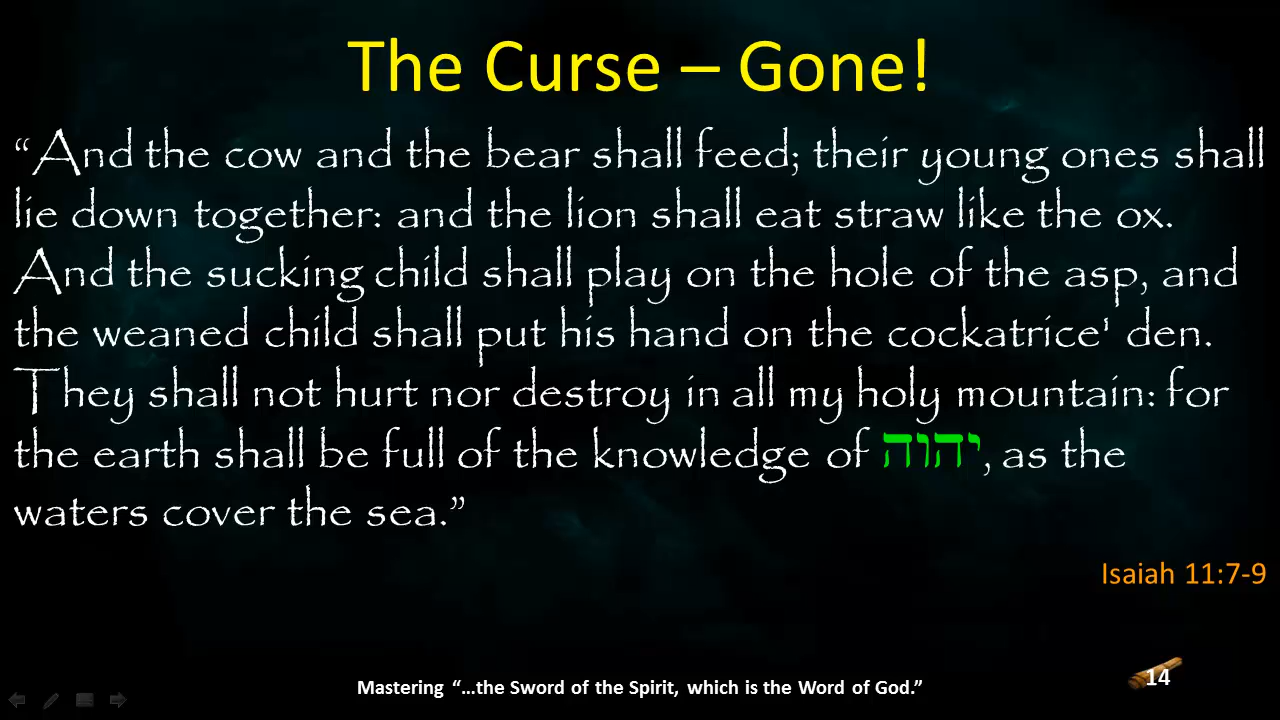 The Curse – Gone!
“And the cow and the bear shall feed; their young ones shall
lie down together: and the lion shall eat straw like the ox.
And the sucking child shall play on the hole of the asp, and
the weaned child shall put his hand on the cockatrice' den.
They shall not hurt nor destroy in all my holy mountain: for
the earth shall be full of the knowledge of יהוה, as the
waters cover the sea.”
Isaiah 11:7-9
Mastering “…the Sword of the Spirit, which is the Word of God.”
14